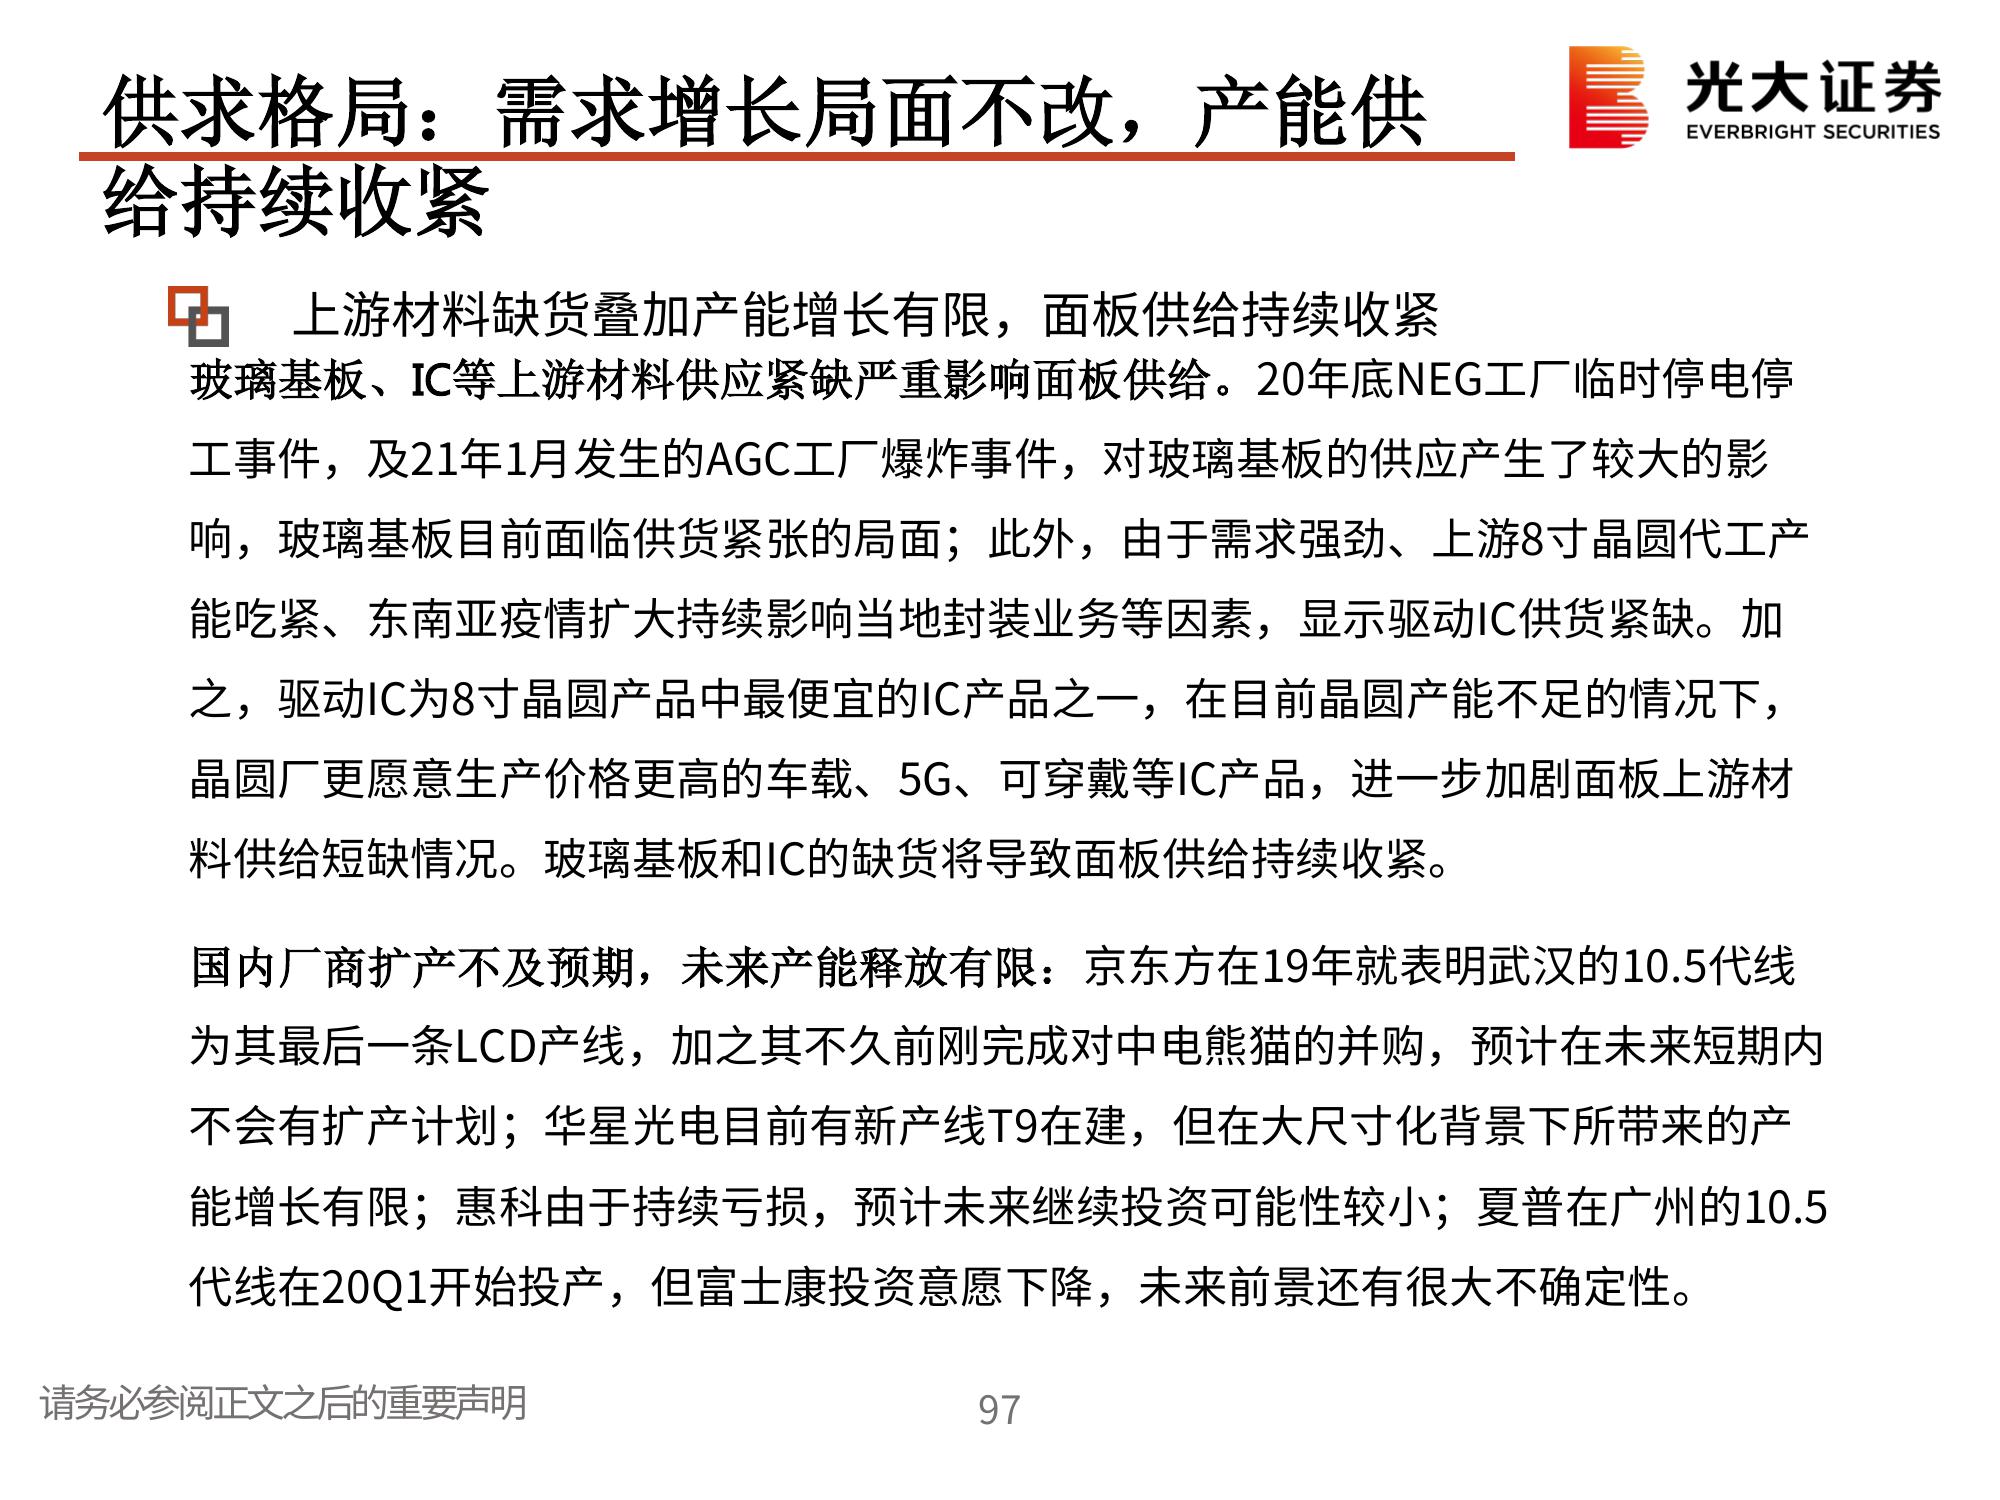 供求格局：需求增长局面不改，产能供
给持续收紧
光大证券
EVERBRIGHT SECURITIES
上游材料缺货叠加产能增长有限，面板供给持续收紧
玻璃基板、IC等上游材料供应紧缺严重影响面板供给。20年底NEG工厂临时停电停
工事件，及21年1月发生的AGC工厂爆炸事件，对玻璃基板的供应产生了较大的影
响，玻璃基板目前面临供货紧张的局面；此外，由于需求强劲、上游8寸晶圆代工产
能吃紧、东南亚疫情扩大持续影响当地封装业务等因素，显示驱动IC供货紧缺。加
之，驱动IC为8寸晶圆产品中最便宜的IC产品之一，在目前晶圆产能不足的情况下，
晶圆厂更愿意生产价格更高的车载、5G、可穿戴等IC产品，进一步加剧面板上游材
料供给短缺情况。玻璃基板和IC的缺货将导致面板供给持续收紧。
国内厂商扩产不及预期，未来产能释放有限：京东方在19年就表明武汉的10.5代线
为其最后一条LCD产线，加之其不久前刚完成对中电熊猫的并购，预计在未来短期内
不会有扩产计划；华星光电目前有新产线T9在建，但在大尺寸化背景下所带来的产
能增长有限；惠科由于持续亏损，预计未来继续投资可能性较小；夏普在广州的10.5
代线在20Q1开始投产，但富士康投资意愿下降，未来前景还有很大不确定性。
请务必参阅正文之后的重要声明
97